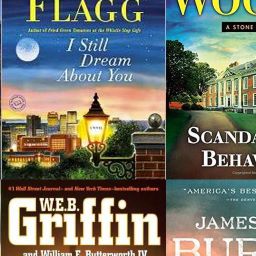 FLAGG
Author of Fried Green Tomatoes at the Whistle Stop Cafe
I Still
Dream
About You
A NOVEL
A STONE
SCANDA
BEHAV
#1 Wall Street Journal– and New York Times–bestselling authors
W.E.B.
Griffin
and William E. Butterworth IV
"AMERICA'S BES
JAMES
BUR